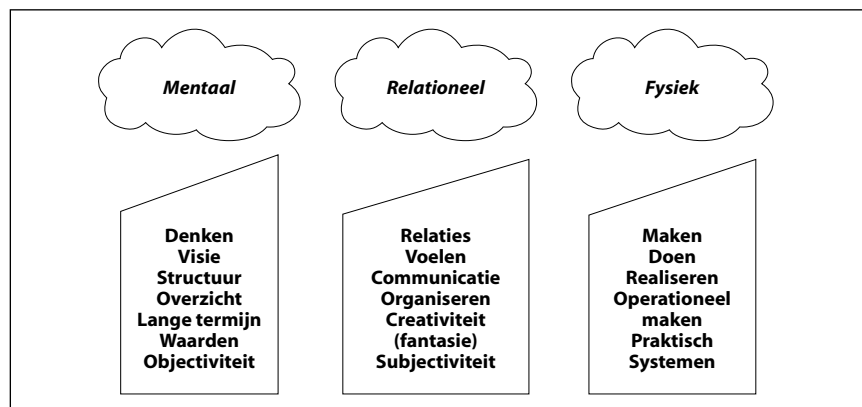 Mentaal
Relationeel
Fysiek
Denken
Visie
Structuur
Overzicht
Lange termijn
Waarden
Objectiviteit
Relaties
Voelen
Communicatie
Organiseren
Creativiteit
(fantasie)
Subjectiviteit
Maken
Doen
Realiseren
Operationeel
maken
Praktisch
Systemen